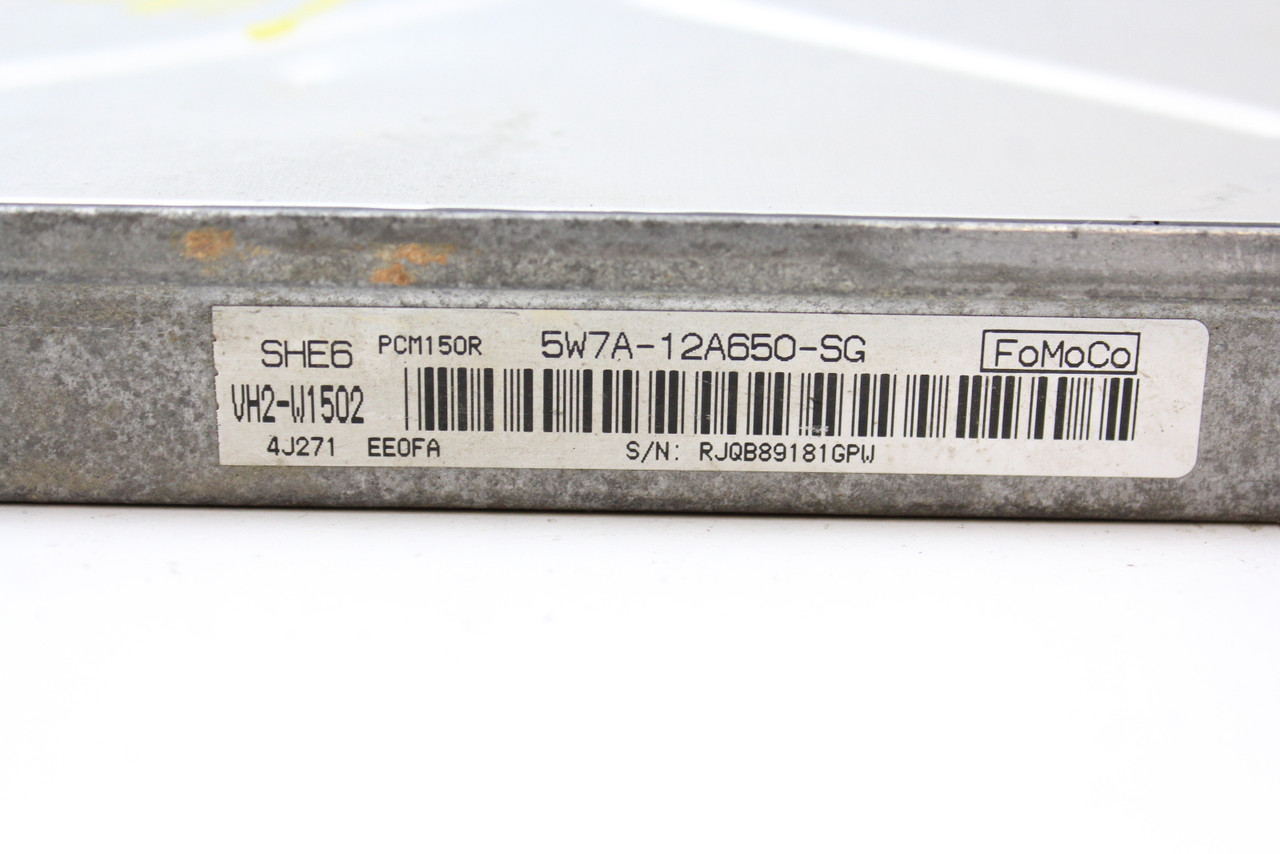 SHE6 PCM150R 5W7A-12A650-SG FoMoCo
VH2-W1502
4J271 EE0FA S/N: RJQB89181GPW